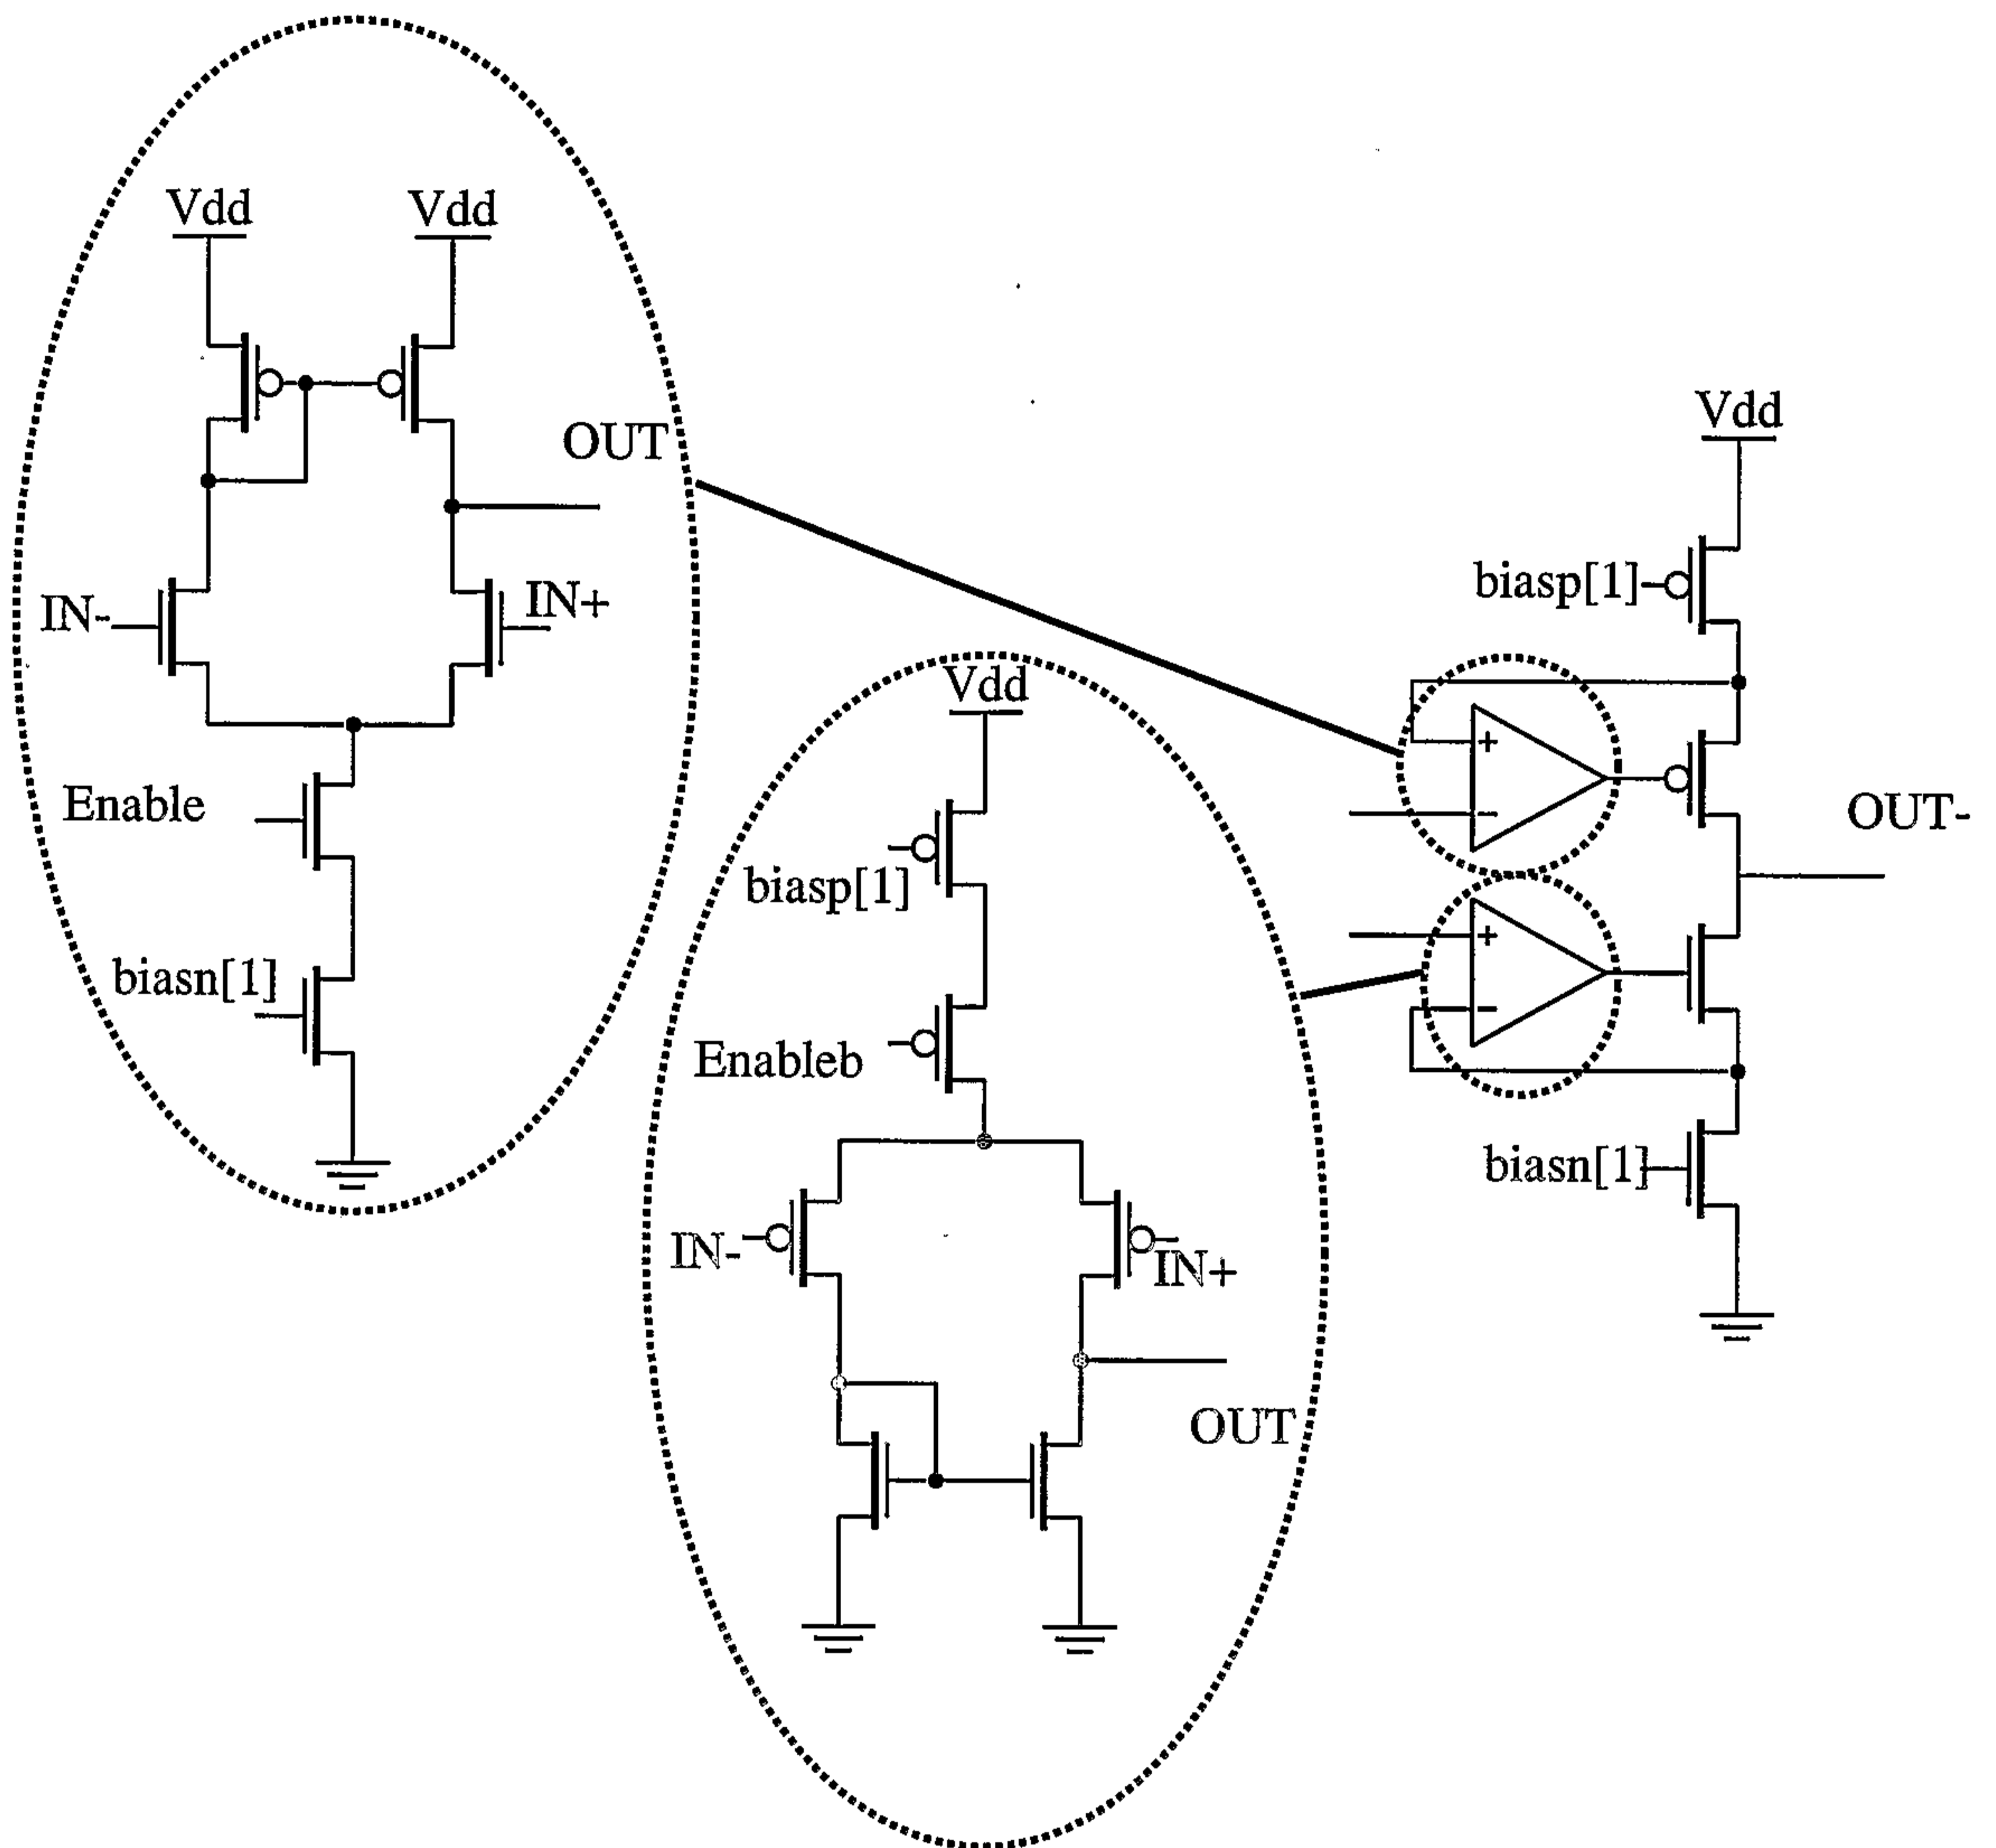 Vdd
Vdd
OUT
IN-
IN+
Enable
biasn[1]
Vdd
biasp[1]
Enableb
IN-
IN+
OUT
Vdd
biasp[1]
+
-
OUT-
+
-
biasn[1]